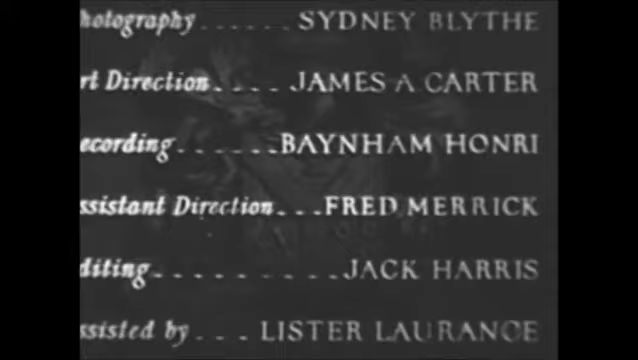 hotography...... SYDNEY BLYTHE
rt Direction..... JAMES A CARTER
ecording....... BAYNHAM HONRI
ssistant Direction...FRED MERRICK
diting.......... JACK HARRIS
ssisted by.... LISTER LAURANCE